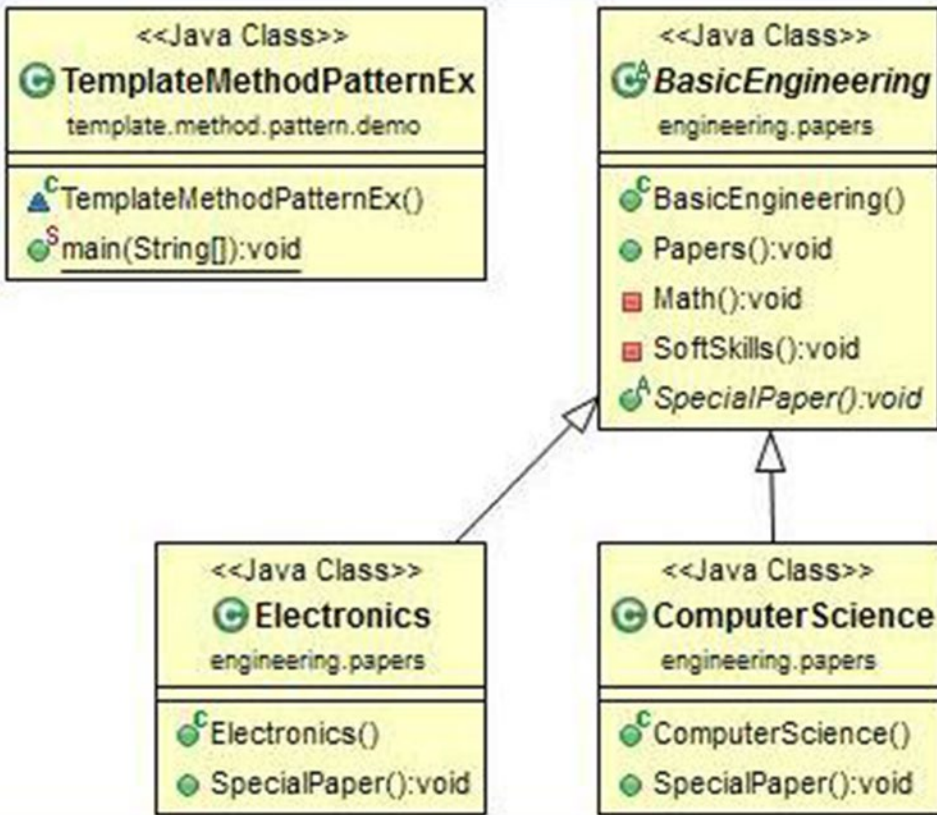 <<Java Class>>
TemplateMethodPatternEx
template.method.pattern.demo
TemplateMethodPatternEx()
main(String[]):void
<<Java Class>>
BasicEngineering
engineering.papers
BasicEngineering()
Papers():void
Math():void
SoftSkills():void
SpecialPaper():void
<<Java Class>>
Electronics
engineering.papers
Electronics()
SpecialPaper():void
<<Java Class>>
ComputerScience
engineering.papers
ComputerScience()
SpecialPaper():void